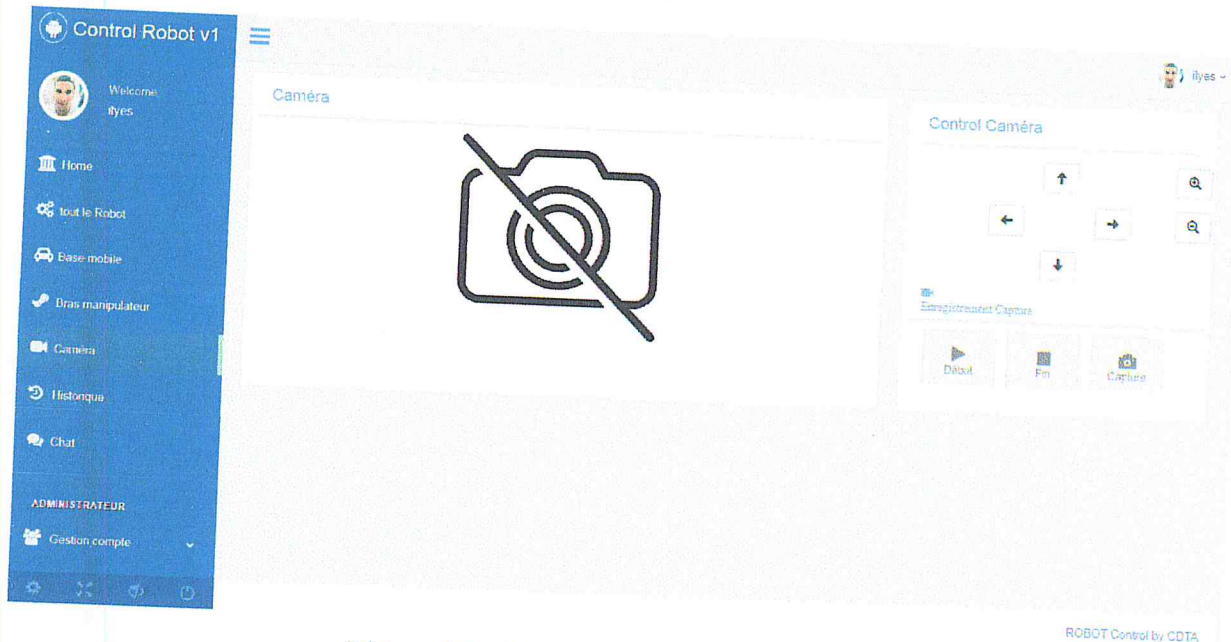 Control Robot v1
Welcome,
ilyes
Home
tout le Robot
Base mobile
Bras manipulateur
Caméra
Historique
Chat
ADMINISTRATEUR
Gestion compte
ilyes
Caméra
Control Caméra
Enregistrement Capture
Début
Fin
Capture
ROBOT Control by CDTA